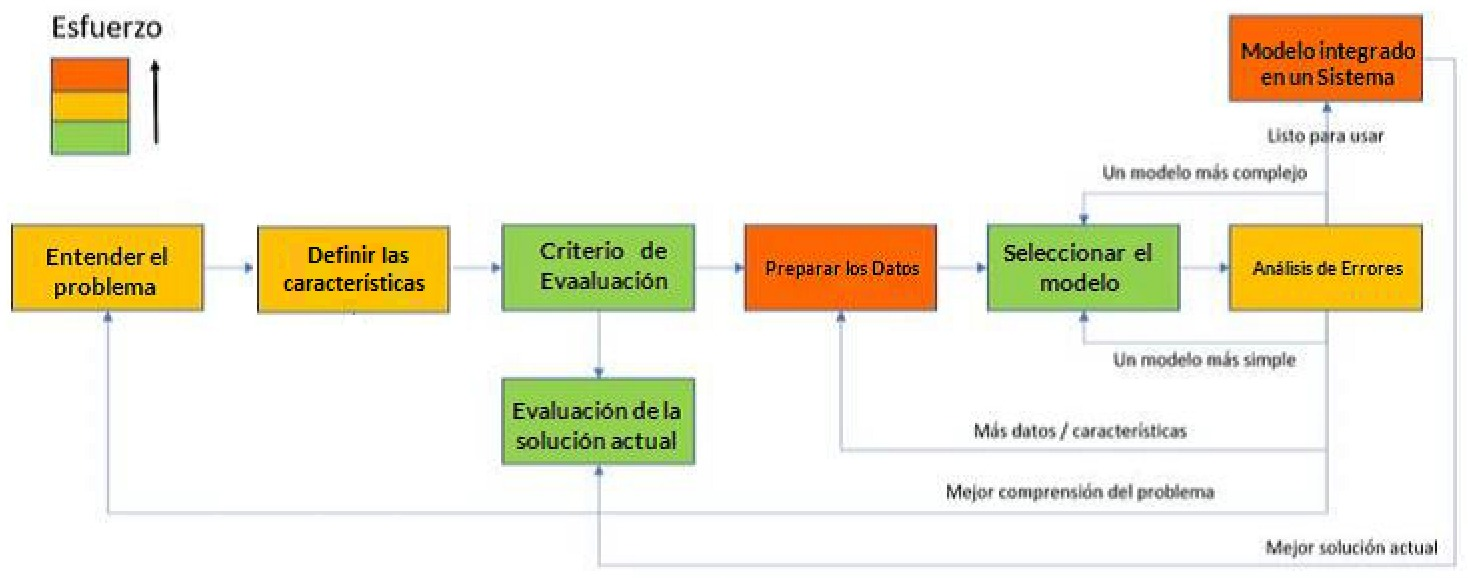 Esfuerzo
Modelo integrado
en un Sistema
Listo para usar
Un modelo más complejo
Entender el
problema
Definir las
características
Criterio de
Evaaluación
Preparar los Datos
Seleccionar el
modelo
Análisis de Errores
Un modelo más simple
Evaluación de la
solución actual
Más datos / características
Mejor comprensión del problema
Mejor solución actual